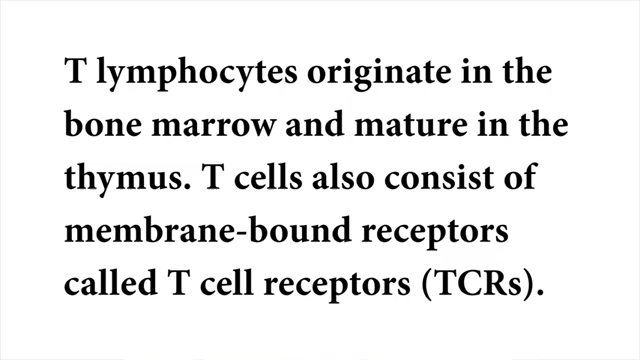 T lymphocytes originate in the
bone marrow and mature in the
thymus. T cells also consist of
membrane-bound receptors
called T cell receptors (TCRs).